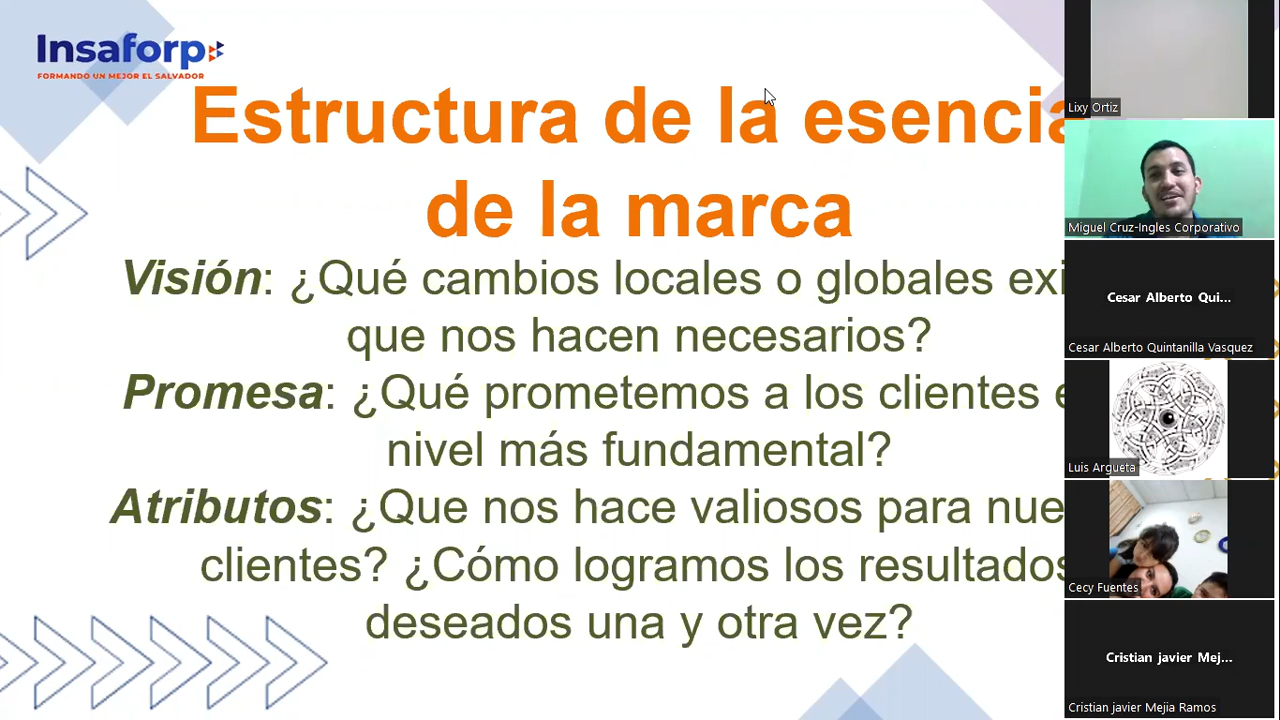 Insaforp
FORMANDO UN MEJOR EL SALVADOR
Estructura de la esencia
de la marca
Visión: ¿Qué cambios locales o globales exi
que nos hacen necesarios?
Promesa: ¿Qué prometemos a los clientes e
nivel más fundamental?
Atributos: ¿Que nos hace valiosos para nue
clientes? ¿Cómo logramos los resultados
deseados una y otra vez?
Lixy Ortiz
Miguel Cruz-Ingles Corporativo
Cesar Alberto Qui...
Cesar Alberto Quintanilla Vasquez
Luis Argueta
Cecy Fuentes
Cristian javier Mej...
Cristian javier Mejia Ramos